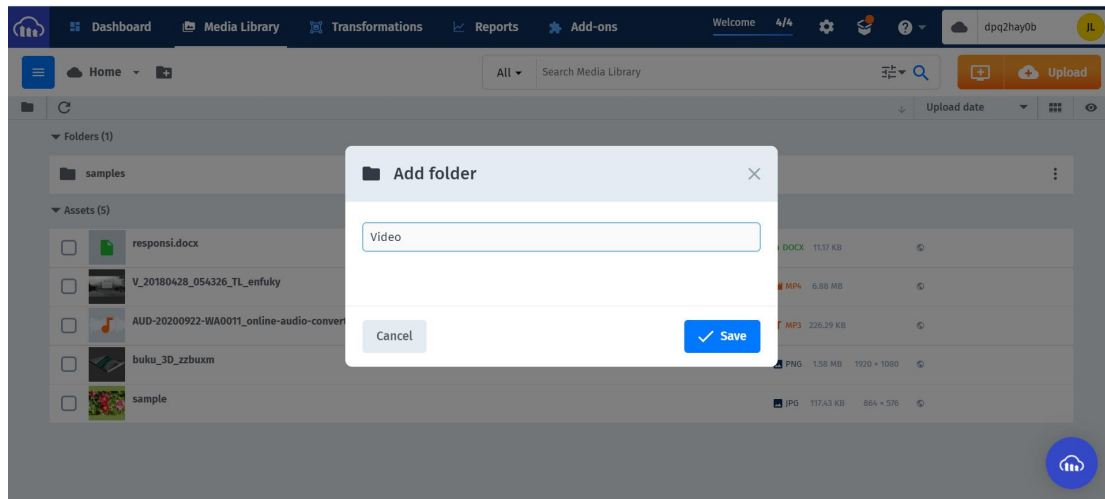 Dashboard Media Library Transformations Reports Add-ons Welcome 4/4 dpq2hay0b JL
Home All Search Media Library Upload
Upload date
Folders (1)
samples
Add folder
Assets (5)
Video
responsi.docx DOCX 11.17 KB
V_20180428_054326_TL_enfuky MP4 6.88 MB
AUD-20200922-WA0011_online-audio-convert MP3 226.29 KB
Cancel Save
buku_3D_zzbuxm PNG 1.58 MB 1920 × 1080
sample JPG 117.43 KB 864 × 576